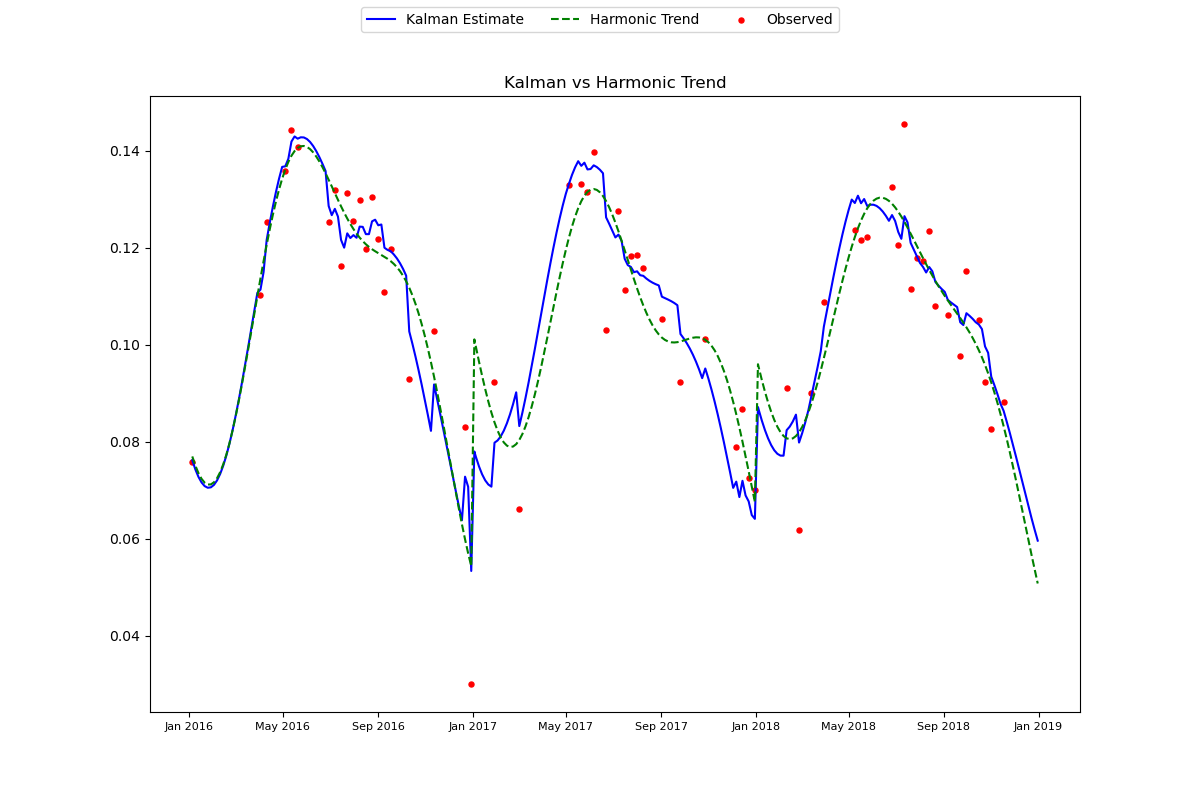 Kalman Estimate Harmonic Trend Observed
Kalman vs Harmonic Trend
0.14
0.12
0.10
0.08
0.06
0.04
Jan 2016 May 2016 Sep 2016 Jan 2017 May 2017 Sep 2017 Jan 2018 May 2018 Sep 2018 Jan 2019